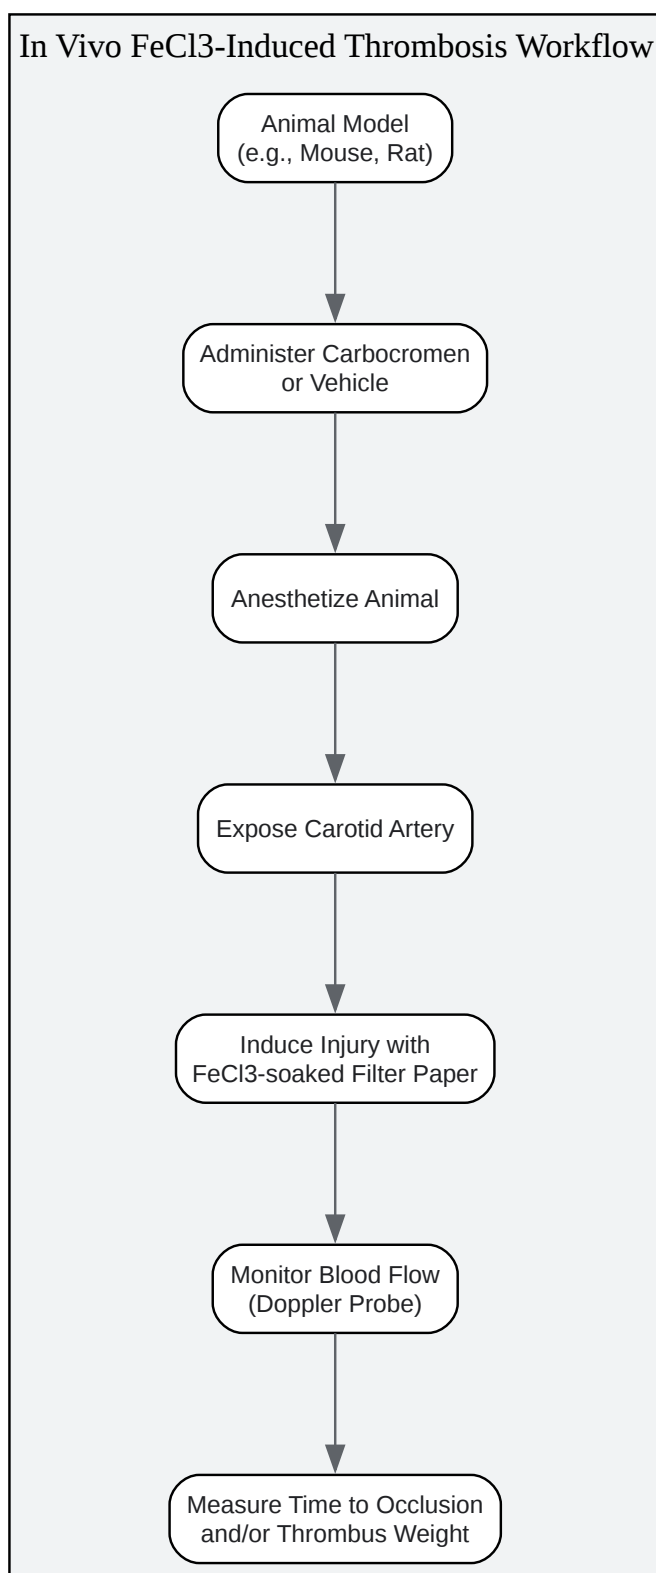 In Vivo FeCl3-Induced Thrombosis Workflow
Animal Model
(e.g., Mouse, Rat)
Administer Carbocromen
or Vehicle
Anesthetize Animal
Expose Carotid Artery
Induce Injury with
FeCl3-soaked Filter Paper
Monitor Blood Flow
(Doppler Probe)
Measure Time to Occlusion
and/or Thrombus Weight